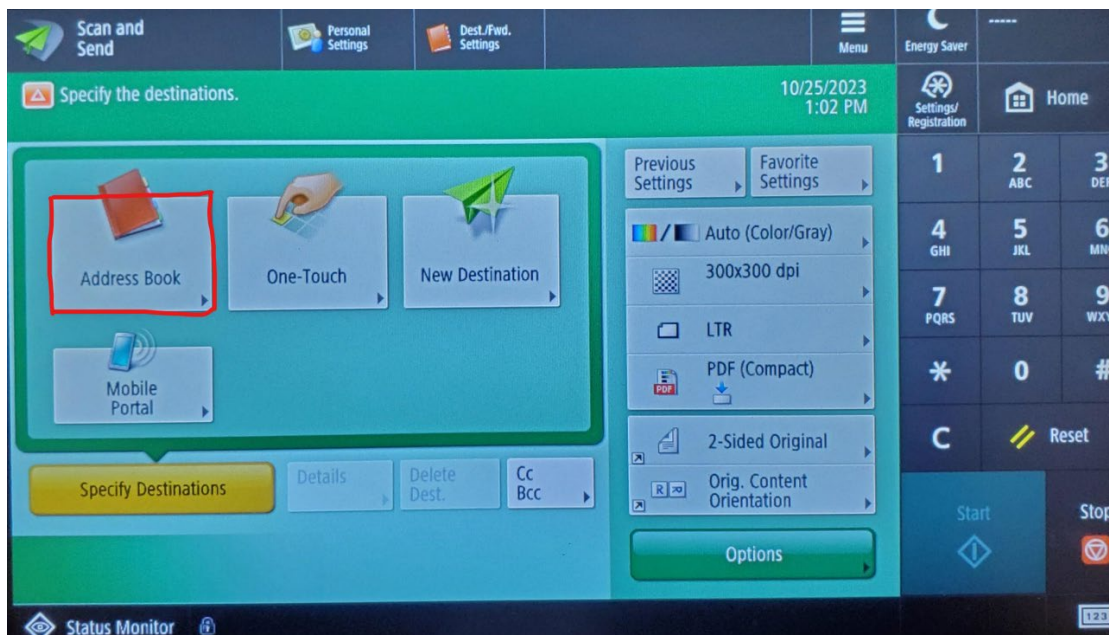 Scan and
Send
Personal
Settings
Dest./Fwd.
Settings
Menu
Energy Saver
-----
Specify the destinations.
10/25/2023
1:02 PM
Settings/
Registration
Home
Address Book
One-Touch
New Destination
Mobile
Portal
Specify Destinations
Details
Delete
Dest.
Cc
Bcc
Previous
Settings
Favorite
Settings
Auto (Color/Gray)
300x300 dpi
LTR
PDF
PDF (Compact)
2-Sided Original
R
Orig. Content
Orientation
Options
1
2
ABC
3
DEF
4
GHI
5
JKL
6
MN
7
PQRS
8
TUV
9
WXY
*
0
#
C
Reset
Start
Stop
123
Status Monitor